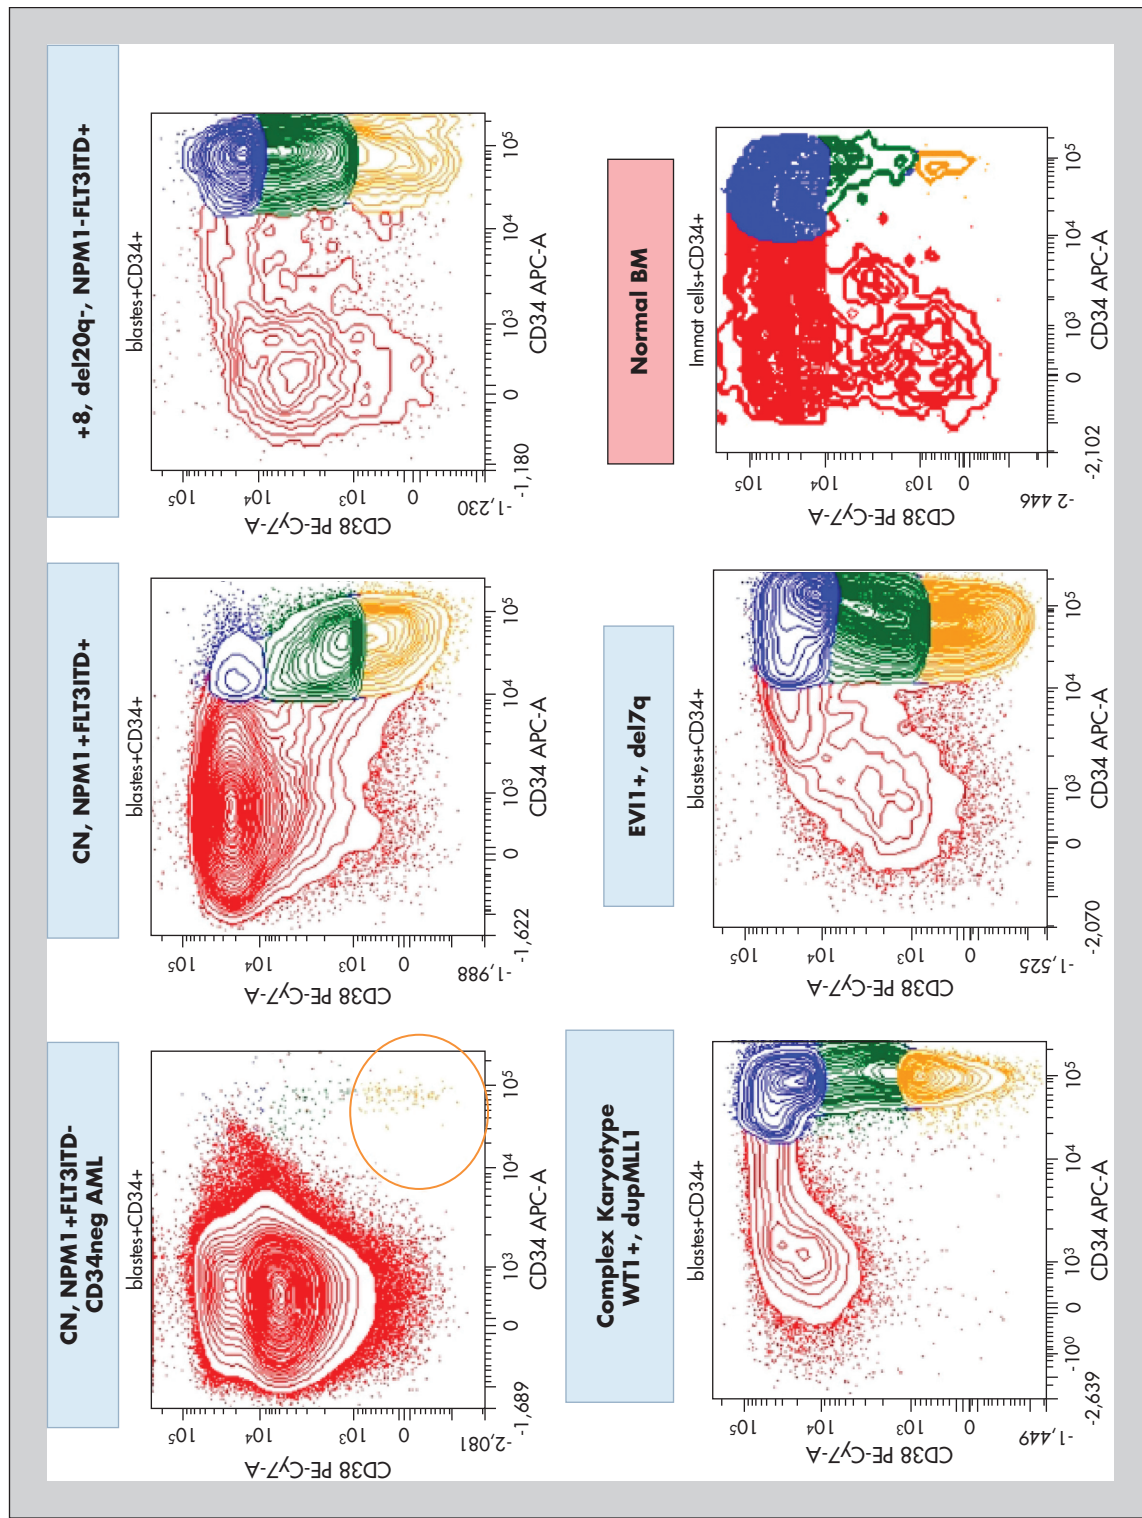 CN, NPM1+FLT3ITD-
CD34neg AML
blastes+CD34+
CD38 PE-Cy7-A
10⁵
10⁴
10³
0
-2,081
-1,689
0
10³
10⁴
10⁵
CD34 APC-A
CN, NPM1+FLT3ITD+
blastes+CD34+
CD38 PE-Cy7-A
10⁵
10⁴
10³
0
-1,988
-1,622
0
10³
10⁴
10⁵
CD34 APC-A
+8, del20q-, NPM1-FLT3ITD+
blastes+CD34+
CD38 PE-Cy7-A
10⁵
10⁴
10³
0
-1,230
-1,180
0
10³
10⁴
10⁵
CD34 APC-A
Complex Karyotype
WT1+, dupMLL1
blastes+CD34+
CD38 PE-Cy7-A
10⁵
10⁴
10³
0
-1,449
-2,639
-10⁰
0
10³
10⁴
10⁵
CD34 APC-A
EVI1+, del7q
blastes+CD34+
CD38 PE-Cy7-A
10⁵
10⁴
10³
0
-1,525
-2,070
0
10³
10⁴
10⁵
CD34 APC-A
Normal BM
Immat cells+CD34+
CD38 PE-Cy7-A
10⁵
10⁴
10³
0
-2 446
-2,102
0
10³
10⁴
10⁵
CD34 APC-A